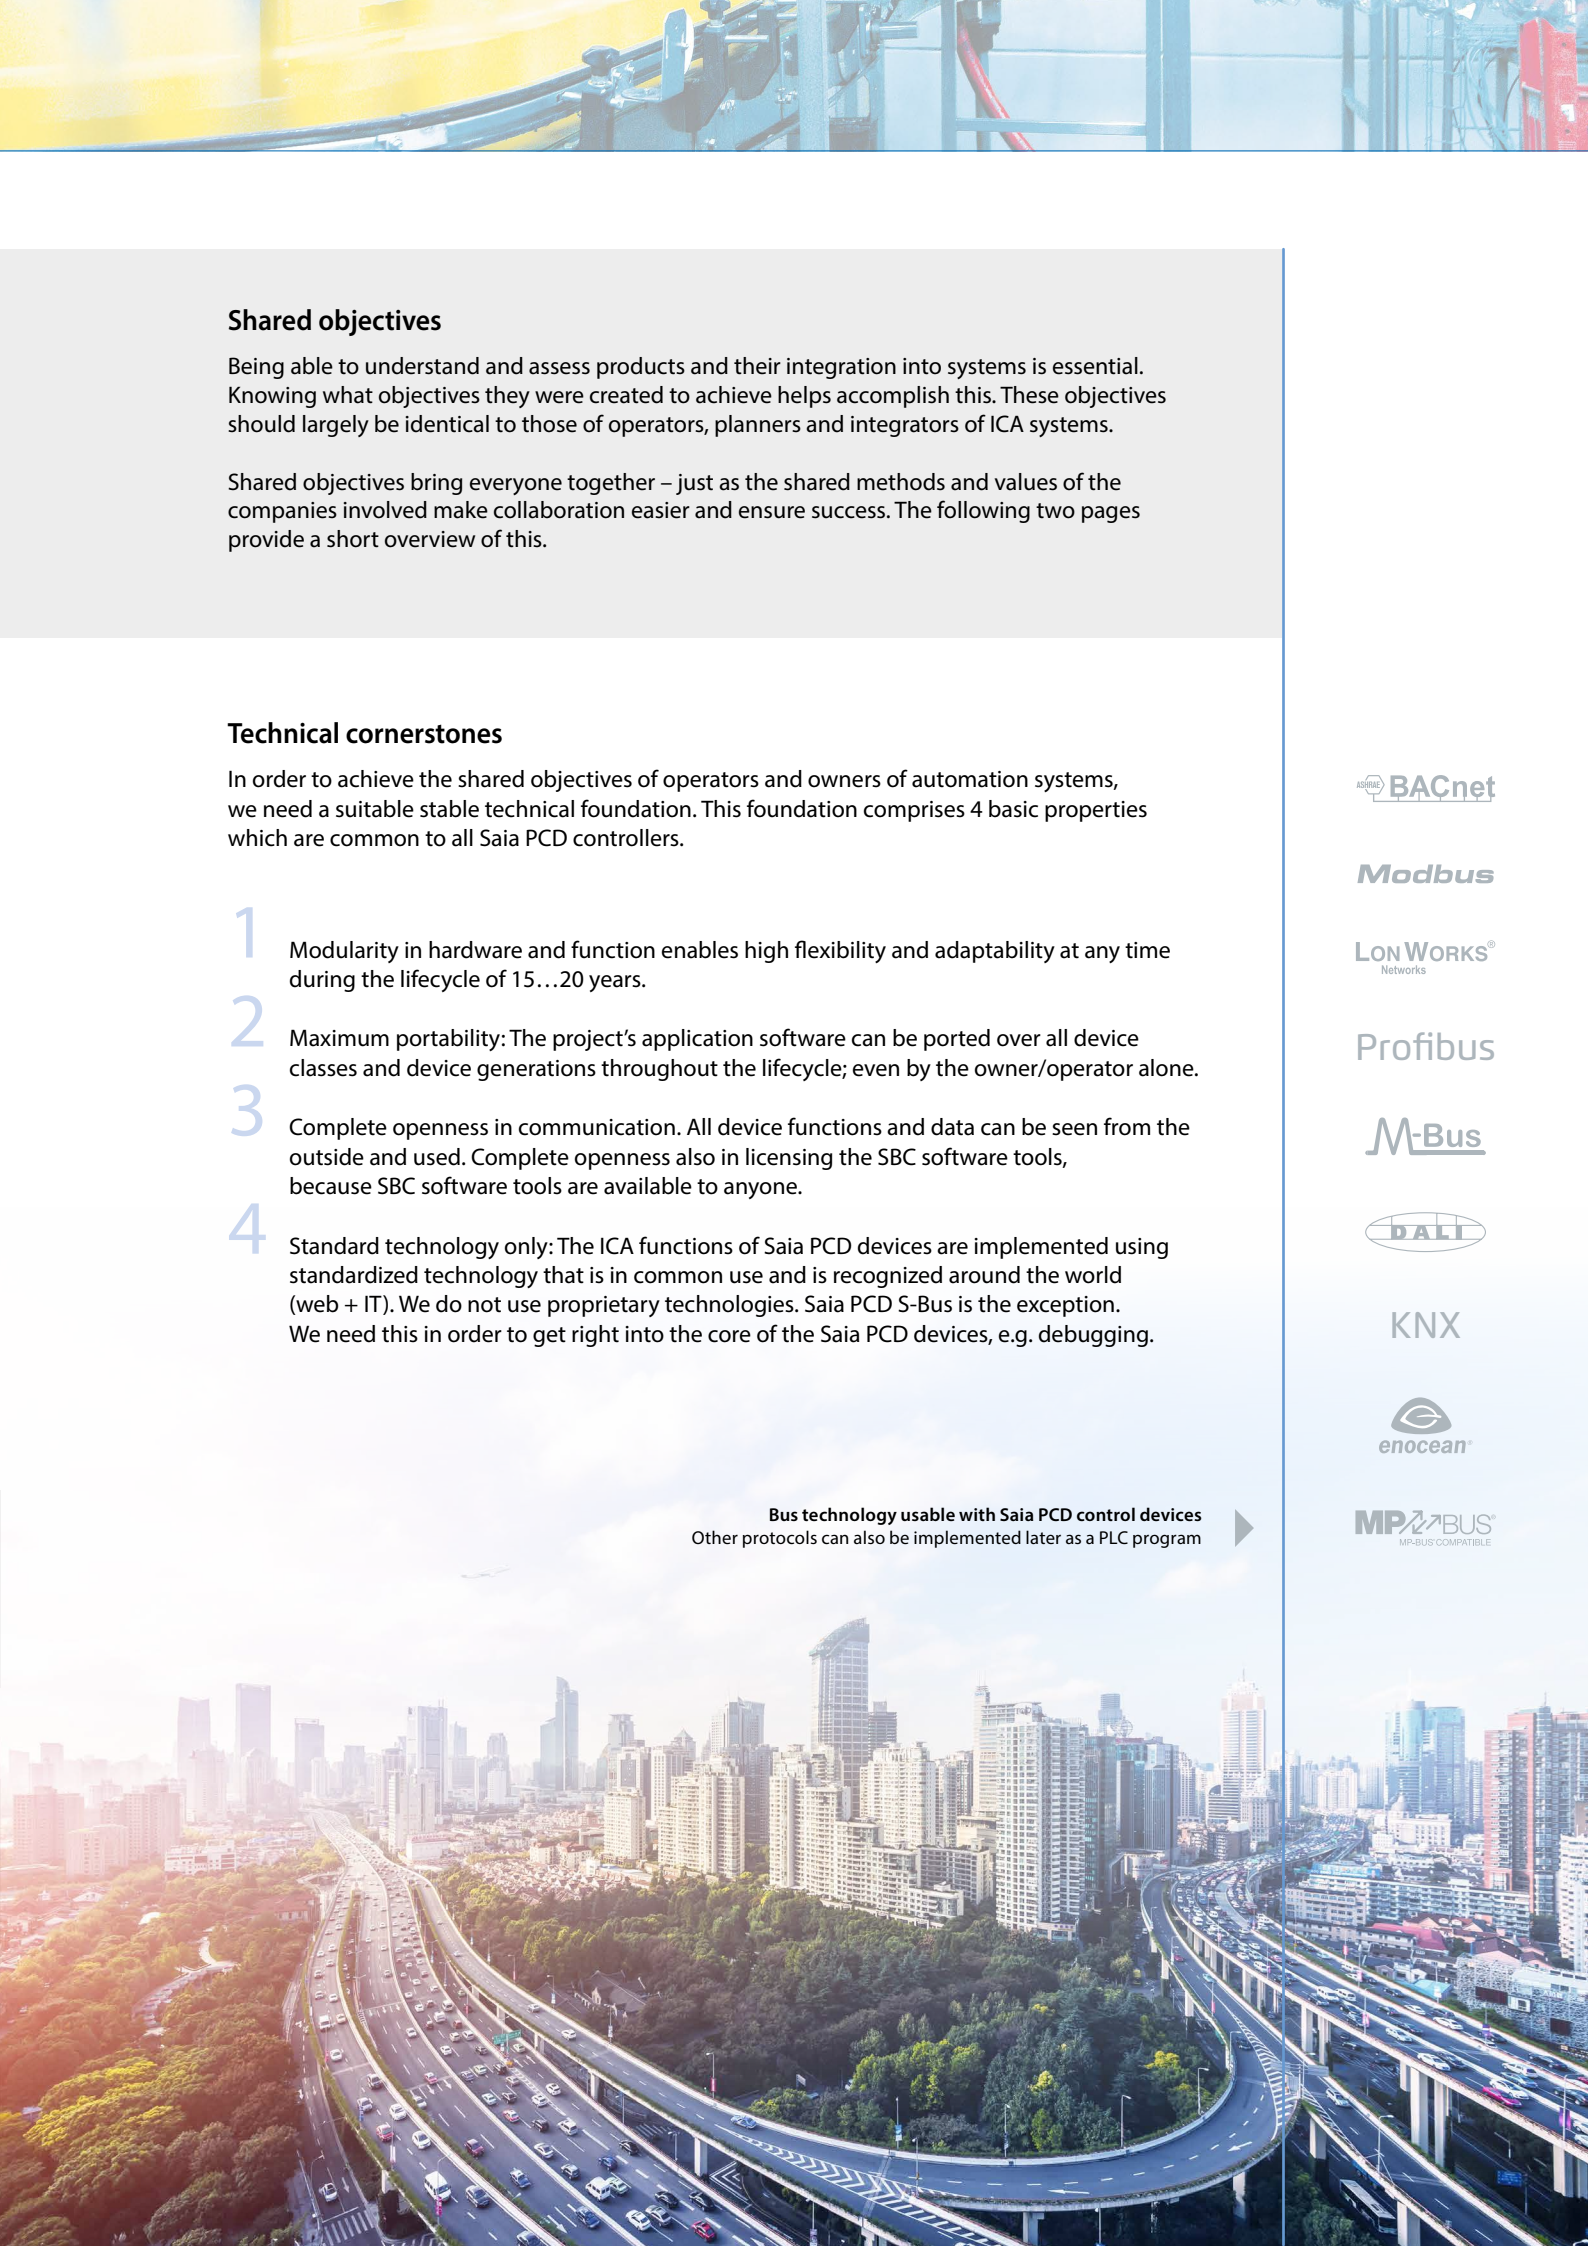 Shared objectives
Being able to understand and assess products and their integration into systems is essential.
Knowing what objectives they were created to achieve helps accomplish this. These objectives
should largely be identical to those of operators, planners and integrators of ICA systems.
Shared objectives bring everyone together – just as the shared methods and values of the
companies involved make collaboration easier and ensure success. The following two pages
provide a short overview of this.
Technical cornerstones
In order to achieve the shared objectives of operators and owners of automation systems,
we need a suitable stable technical foundation. This foundation comprises 4 basic properties
which are common to all Saia PCD controllers.
1
Modularity in hardware and function enables high flexibility and adaptability at any time
during the lifecycle of 15…20 years.
2
Maximum portability: The project’s application software can be ported over all device
classes and device generations throughout the lifecycle; even by the owner/operator alone.
3
Complete openness in communication. All device functions and data can be seen from the
outside and used. Complete openness also in licensing the SBC software tools,
because SBC software tools are available to anyone.
4
Standard technology only: The ICA functions of Saia PCD devices are implemented using
standardized technology that is in common use and is recognized around the world
(web + IT). We do not use proprietary technologies. Saia PCD S-Bus is the exception.
We need this in order to get right into the core of the Saia PCD devices, e.g. debugging.
Bus technology usable with Saia PCD control devices
Other protocols can also be implemented later as a PLC program
ASHRAE BACnet
Modbus
LONWORKS®
Networks
Profibus
M-Bus
DALI
KNX
enocean®
MP BUS®
MP-BUS® COMPATIBLE